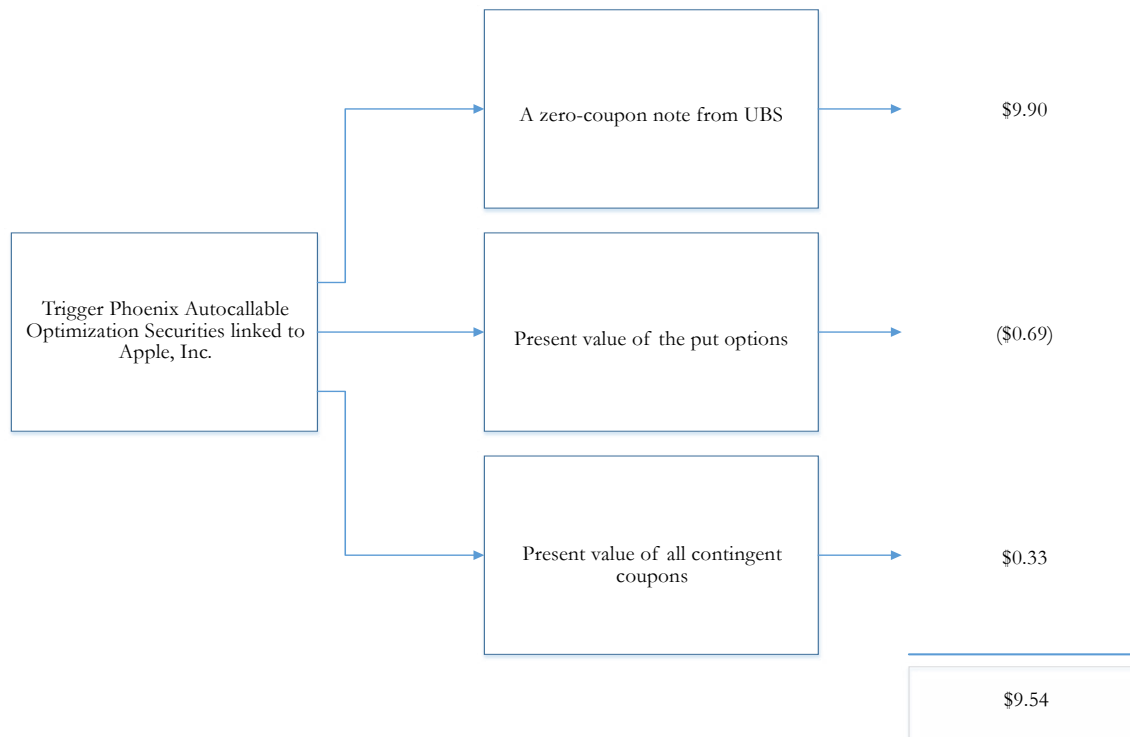 A zero-coupon note from UBS
$9.90
Trigger Phoenix Autocallable
Optimization Securities linked to
Apple, Inc.
Present value of the put options
($0.69)
Present value of all contingent
coupons
$0.33
$9.54